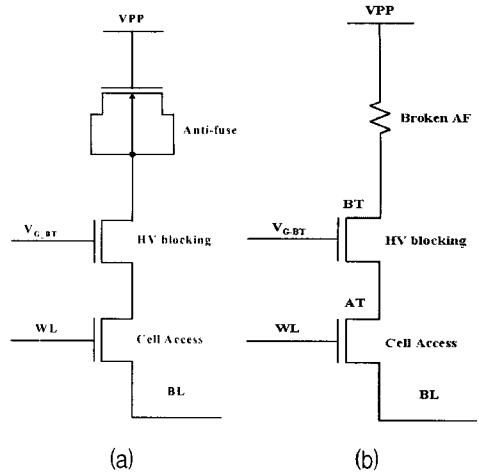 VPP
Anti-fuse
V_G_BT
HV blocking
WL
Cell Access
BL
(a)
VPP
Broken AF
BT
V_G-BT
HV blocking
AT
WL
Cell Access
BL
(b)